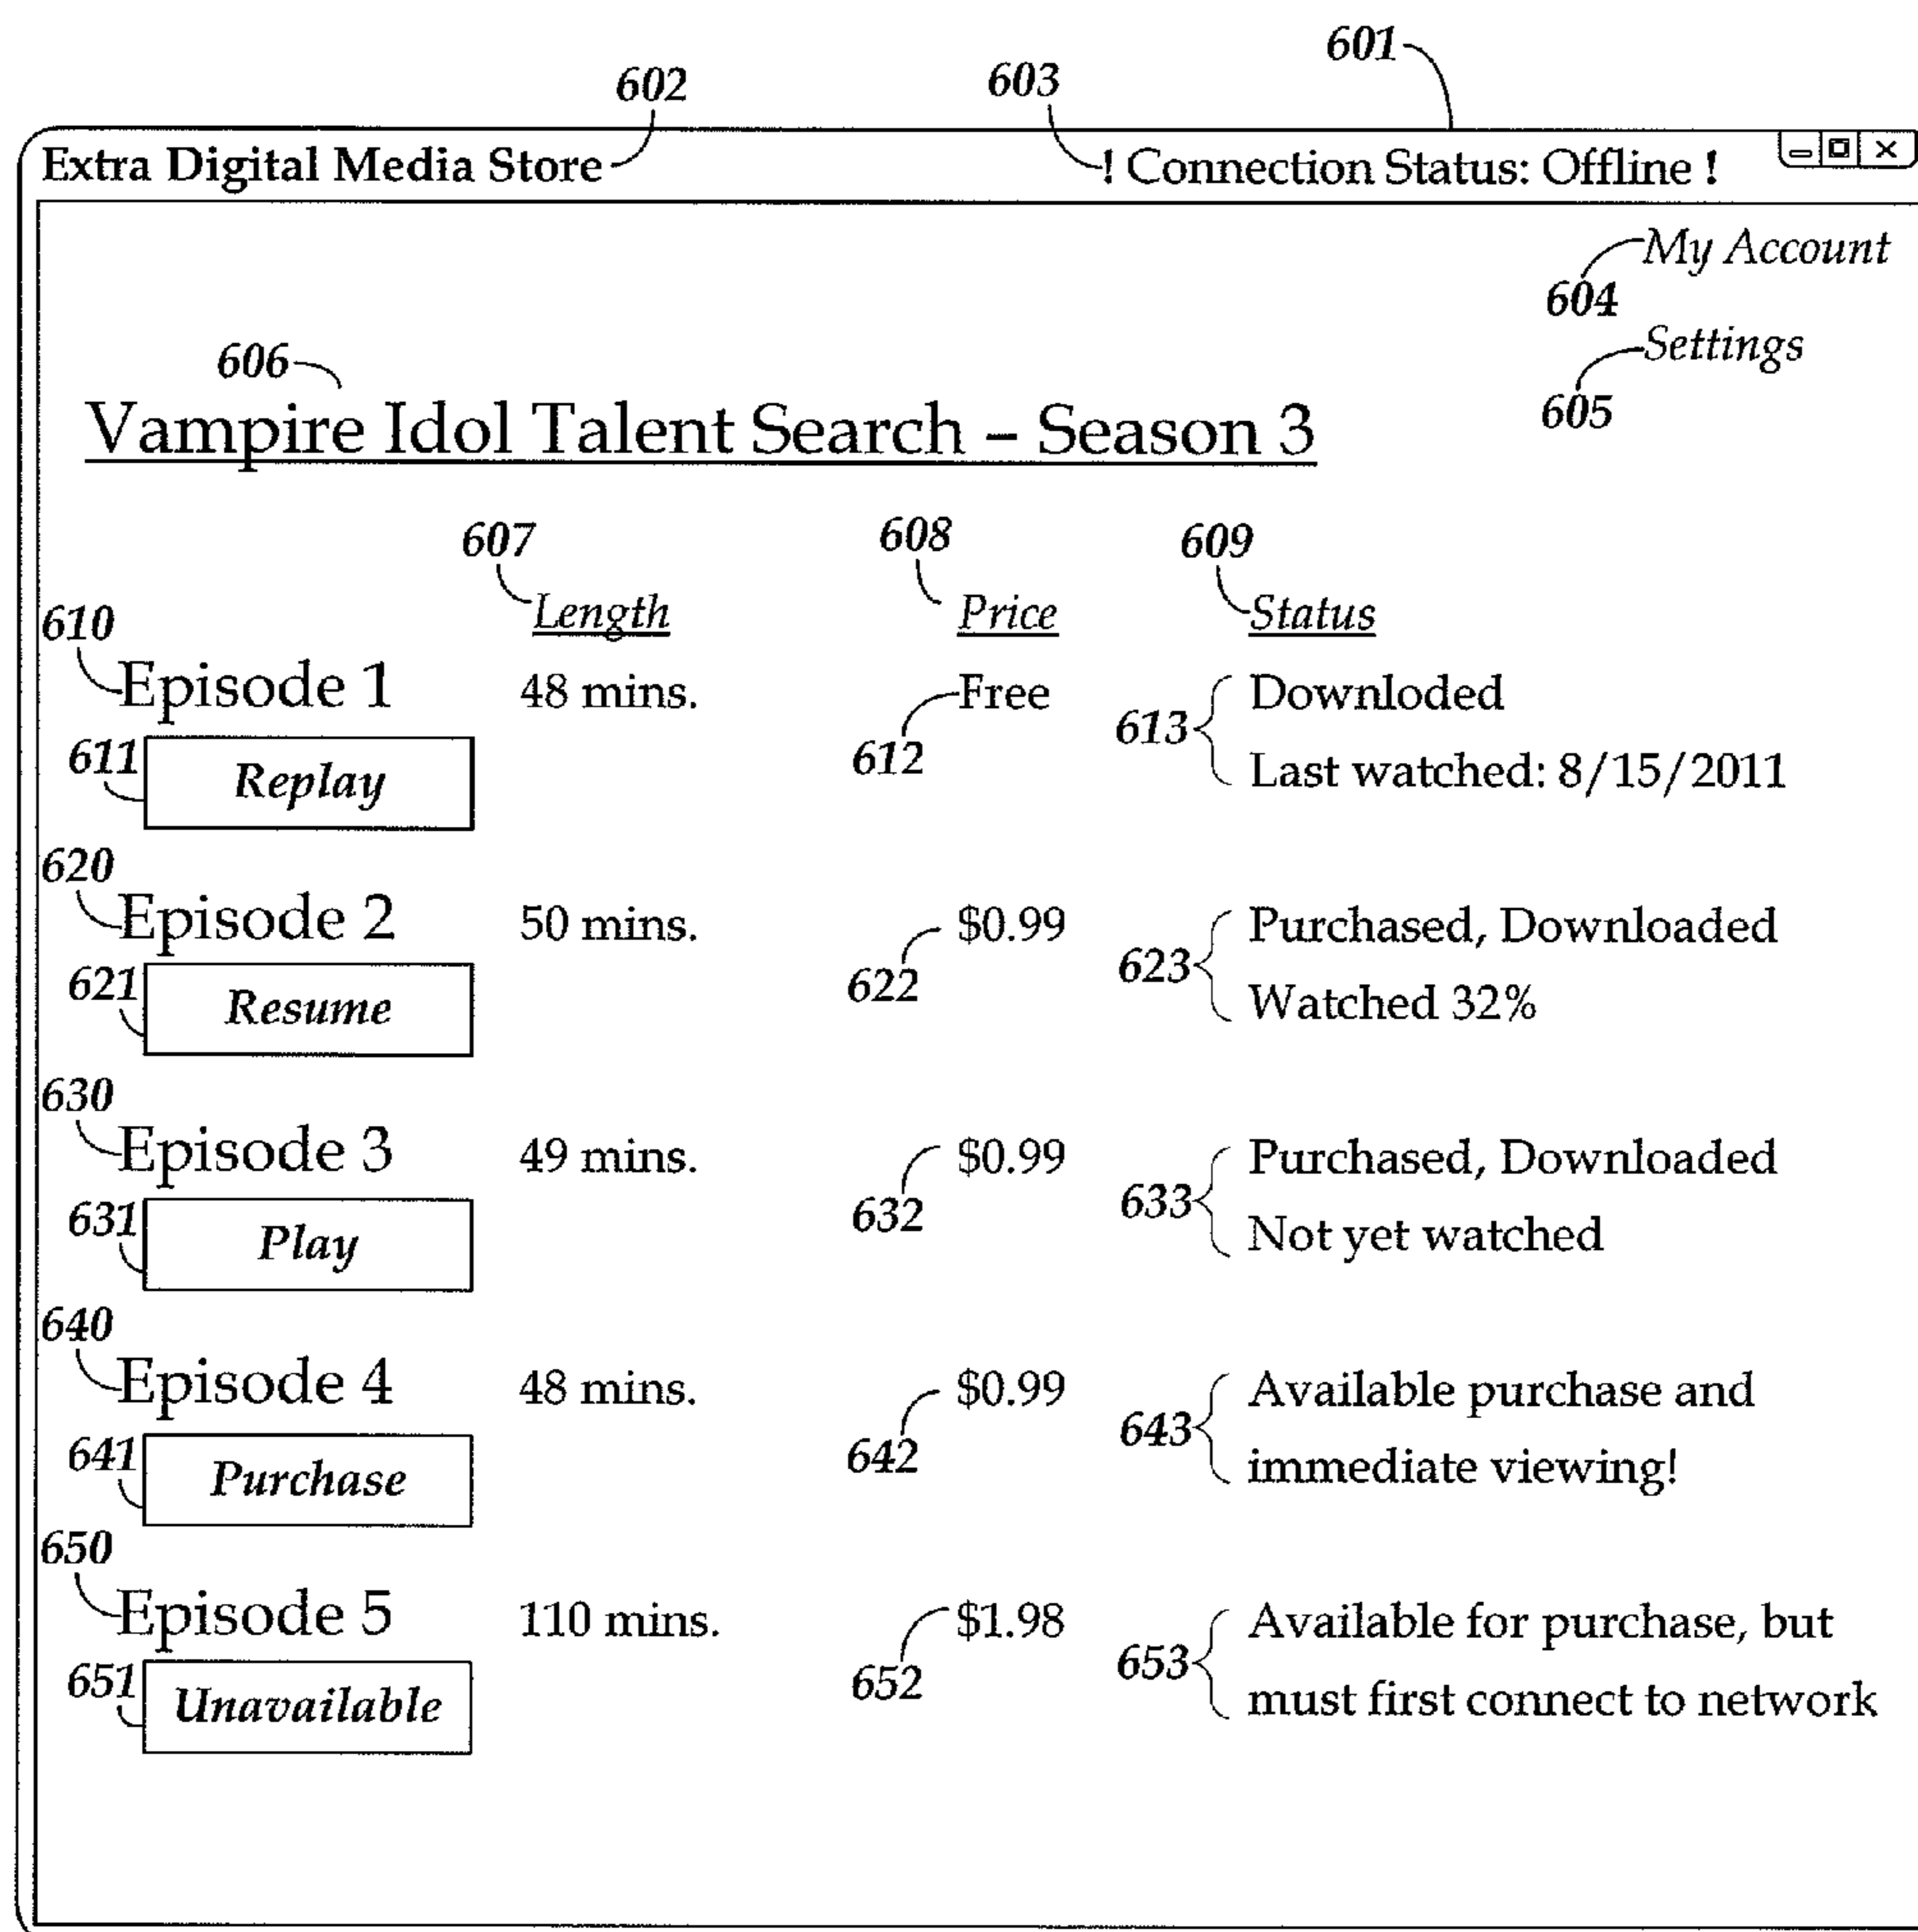 601
602
603
Extra Digital Media Store
! Connection Status: Offline !
My Account
604
Settings
605
606
Vampire Idol Talent Search – Season 3
607
608
609
Length Price Status
610
Episode 1 48 mins. Free Downloded
611
612
613
Replay
Last watched: 8/15/2011
620
Episode 2 50 mins. $0.99 Purchased, Downloaded
621
622
623
Resume
Watched 32%
630
Episode 3 49 mins. $0.99 Purchased, Downloaded
631
632
633
Play
Not yet watched
640
Episode 4 48 mins. $0.99 Available purchase and
641
642
643
Purchase
immediate viewing!
650
Episode 5 110 mins. $1.98 Available for purchase, but
651
652
653
Unavailable
must first connect to network